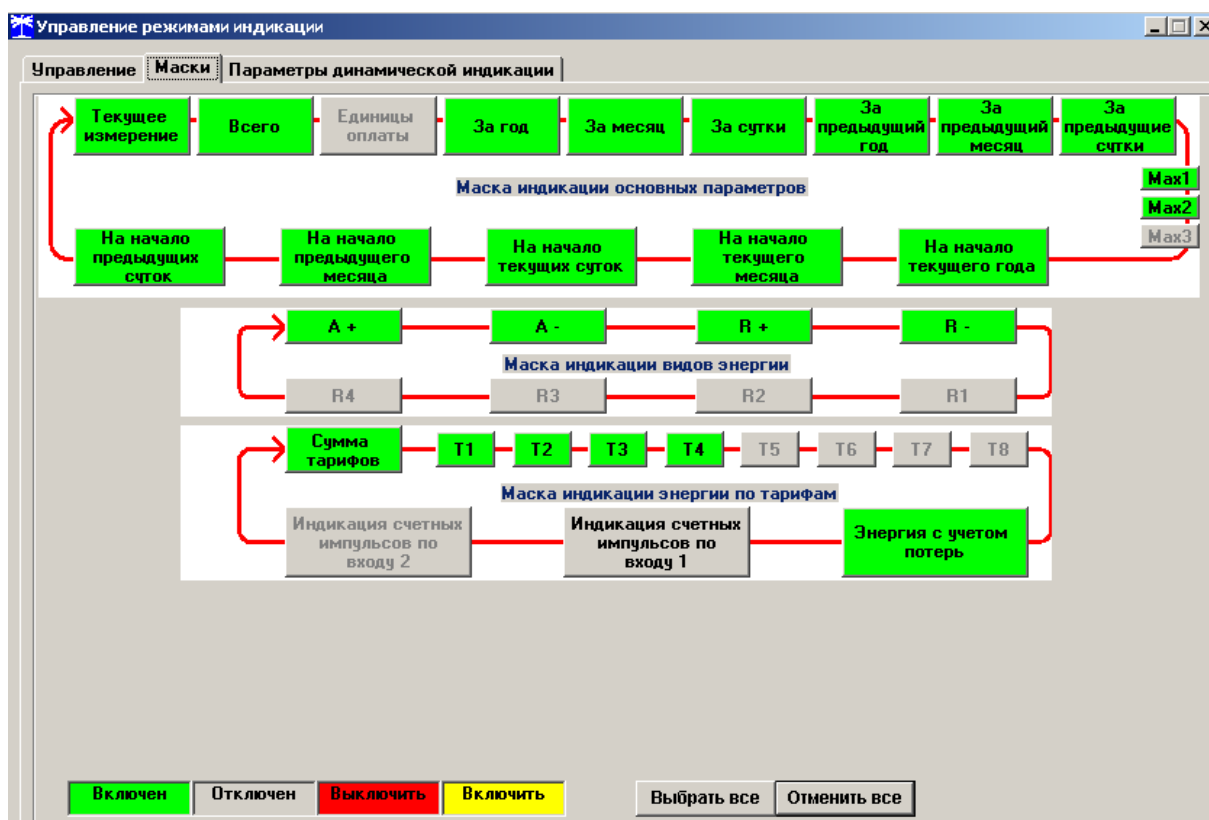 Управление режимами индикации
Управление Маски Параметры динамической индикации
Текущее
измерение
Всего
Единицы
оплаты
За год
За месяц
За сутки
За
предыдущий
год
За
предыдущий
месяц
За
предыдущие
сутки
Маска индикации основных параметров
Max1
Max2
Max3
На начало
предыдущих
суток
На начало
предыдущего
месяца
На начало
текущих суток
На начало
текущего
месяца
На начало
текущего года
A + A - R + R -
Маска индикации видов энергии
R4 R3 R2 R1
Сумма
тарифов
T1 T2 T3 T4 T5 T6 T7 T8
Маска индикации энергии по тарифам
Индикация счетных
импульсов по
входу 2
Индикация счетных
импульсов по
входу 1
Энергия с учетом
потерь
Включен Отключен Выключить Включить Выбрать все Отменить все